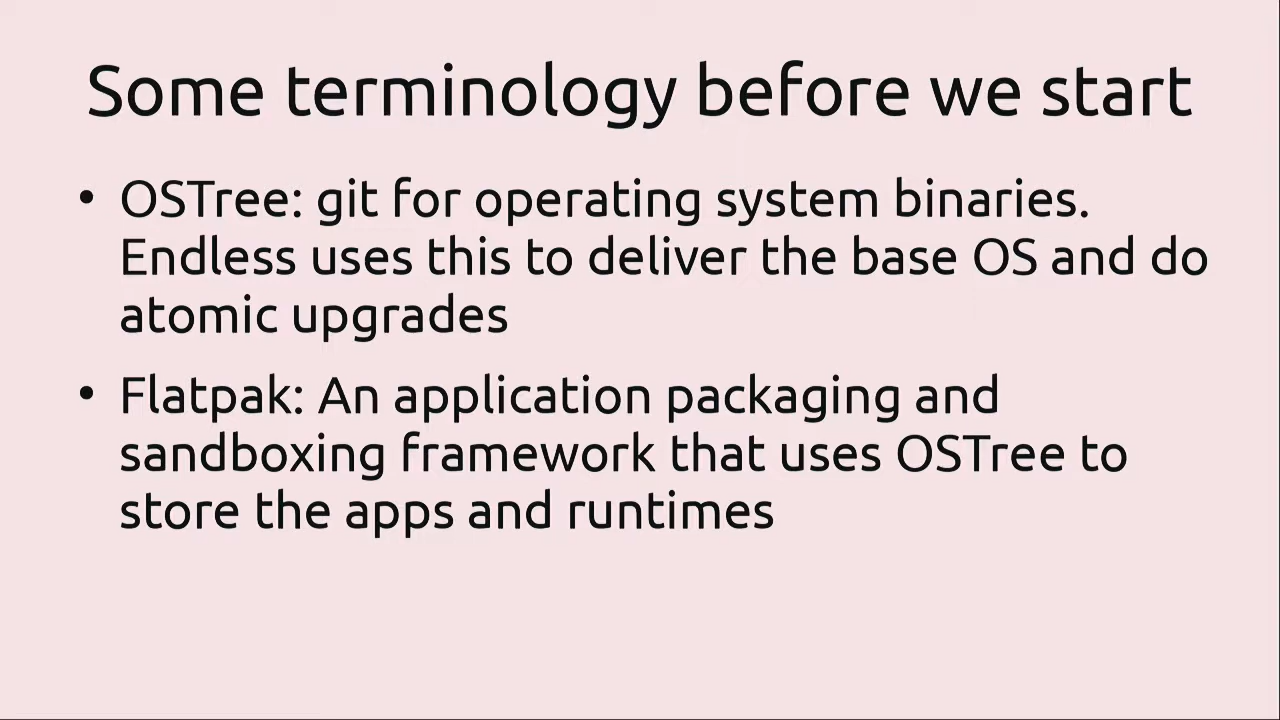 Some terminology before we start
• OSTree: git for operating system binaries.
Endless uses this to deliver the base OS and do
atomic upgrades
• Flatpak: An application packaging and
sandboxing framework that uses OSTree to
store the apps and runtimes